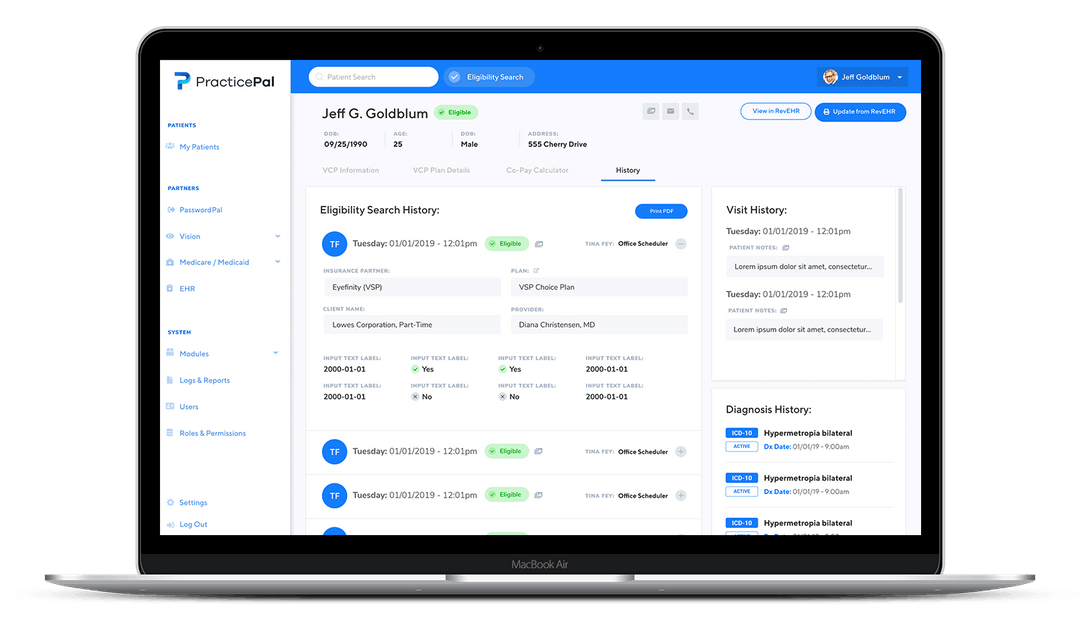 PracticePal
Patient Search
Eligibility Search
Jeff Goldblum
PATIENTS
My Patients
PARTNERS
PasswordPal
Vision
Medicare / Medicaid
EHR
SYSTEM
Modules
Logs & Reports
Users
Roles & Permissions
Settings
Log Out
Jeff G. Goldblum
Eligible
View in RevEHR
Update from RevEHR
DOB: AGE: DOB: ADDRESS:
09/25/1990 25 Male 555 Cherry Drive
VCP Information VCP Plan Details Co-Pay Calculator History
Eligibility Search History:
Print PDF
TF Tuesday: 01/01/2019 - 12:01pm Eligible TINA FEY: Office Scheduler
INSURANCE PARTNER: PLAN:
Eyefinity (VSP) VSP Choice Plan
CLIENT NAME: PROVIDER:
Lowes Corporation, Part-Time Diana Christensen, MD
INPUT TEXT LABEL: INPUT TEXT LABEL: INPUT TEXT LABEL: INPUT TEXT LABEL:
2000-01-01 Yes Yes 2000-01-01
INPUT TEXT LABEL: INPUT TEXT LABEL: INPUT TEXT LABEL: INPUT TEXT LABEL:
2000-01-01 No No 2000-01-01
TF Tuesday: 01/01/2019 - 12:01pm Eligible TINA FEY: Office Scheduler
TF Tuesday: 01/01/2019 - 12:01pm Eligible TINA FEY: Office Scheduler
Visit History:
Tuesday: 01/01/2019 - 12:01pm
PATIENT NOTES:
Lorem ipsum dolor sit amet, consectetur...
Tuesday: 01/01/2019 - 12:01pm
PATIENT NOTES:
Lorem ipsum dolor sit amet, consectetur...
Diagnosis History:
ICD-10 Hypermetropia bilateral
ACTIVE Dx Date: 01/01/19 - 9:00am
ICD-10 Hypermetropia bilateral
ACTIVE Dx Date: 01/01/19 - 9:00am
ICD-10 Hypermetropia bilateral
MacBook Air